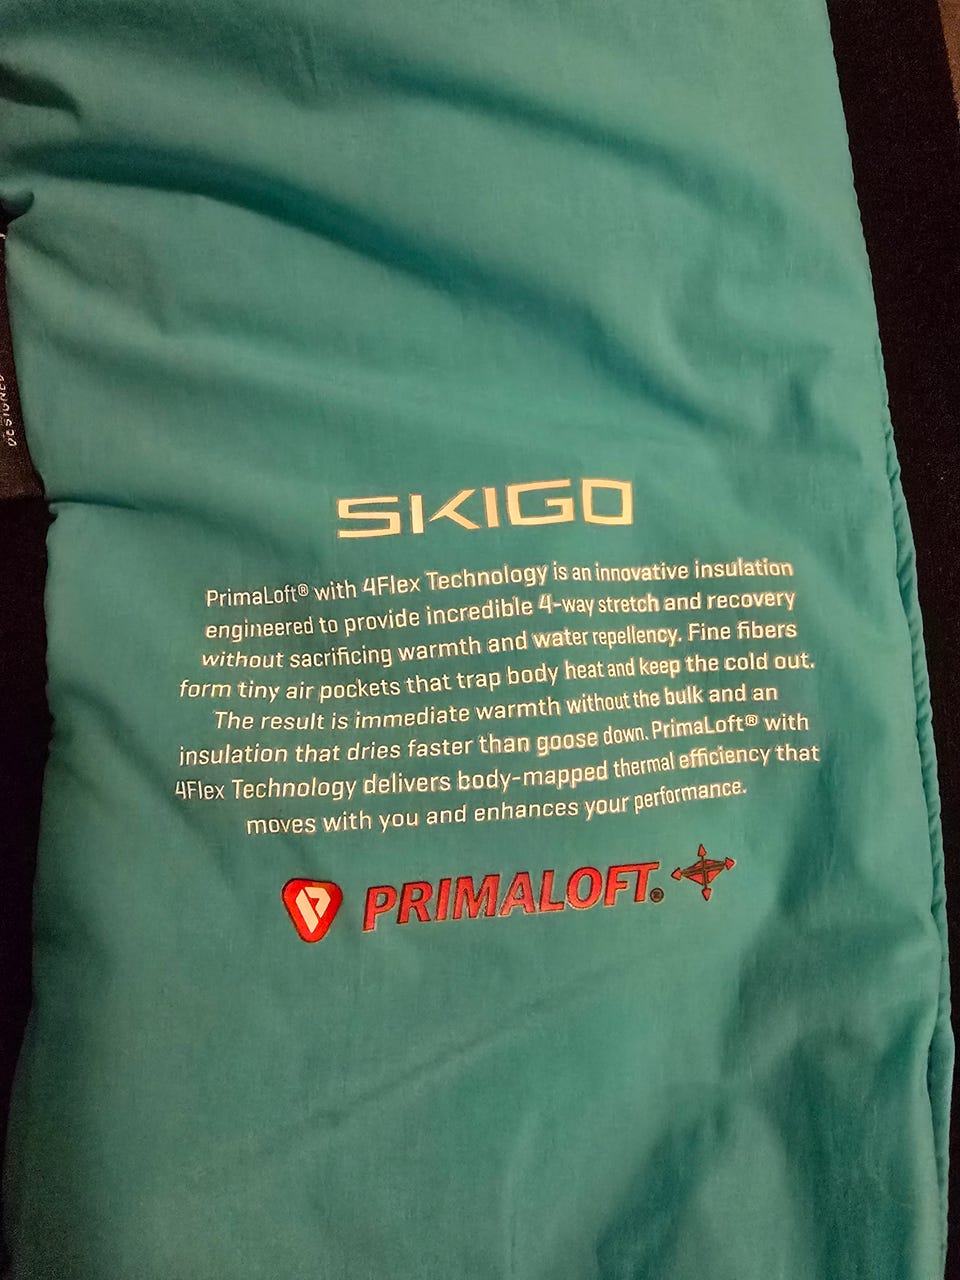 DESIGNED
SKIGO
PrimaLoft® with 4Flex Technology is an innovative insulation
engineered to provide incredible 4-way stretch and recovery
without sacrificing warmth and water repellency. Fine fibers
form tiny air pockets that trap body heat and keep the cold out.
The result is immediate warmth without the bulk and an
insulation that dries faster than goose down. PrimaLoft® with
4Flex Technology delivers body-mapped thermal efficiency that
moves with you and enhances your performance.
PRIMALOFT®